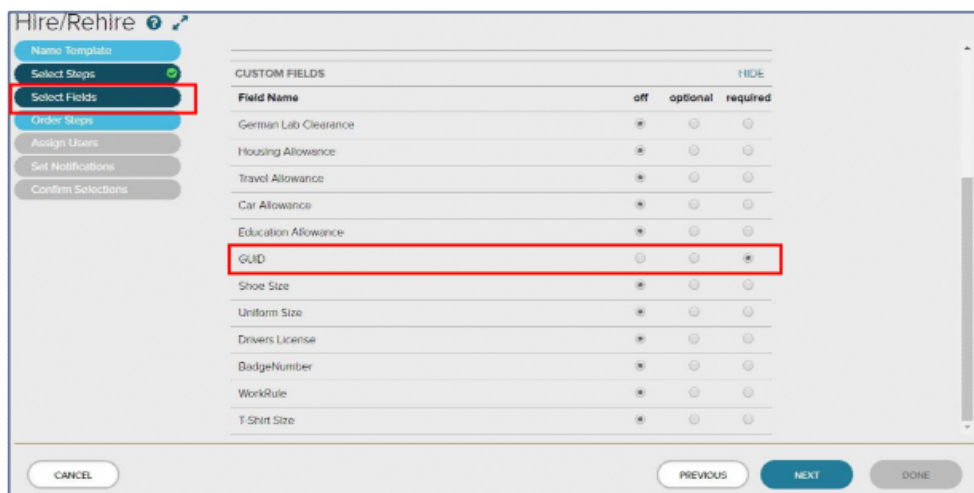 Hire/Rehire
Name Template
Select Steps
Select Fields
Order Steps
Assign Users
Set Notifications
Confirm Selections
CUSTOM FIELDS HIDE
Field Name off optional required
German Lab Clearance
Housing Allowance
Travel Allowance
Car Allowance
Education Allowance
GUID
Shoe Size
Uniform Size
Drivers License
BadgeNumber
WorkRule
T-Shirt Size
CANCEL PREVIOUS NEXT DONE